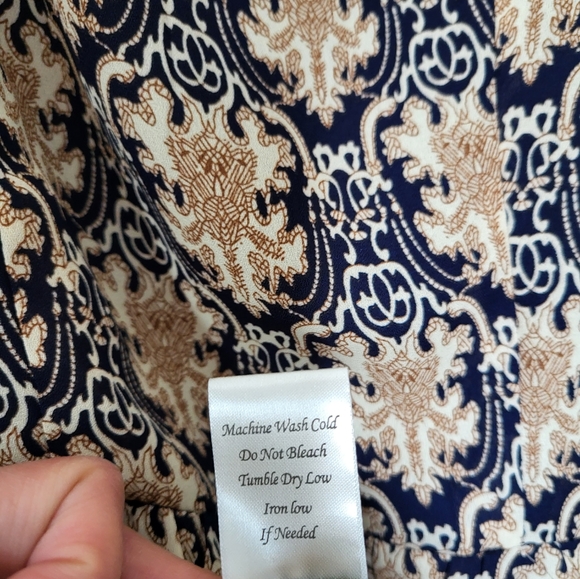 Machine Wash Cold
Do Not Bleach
Tumble Dry Low
Iron low
If Needed